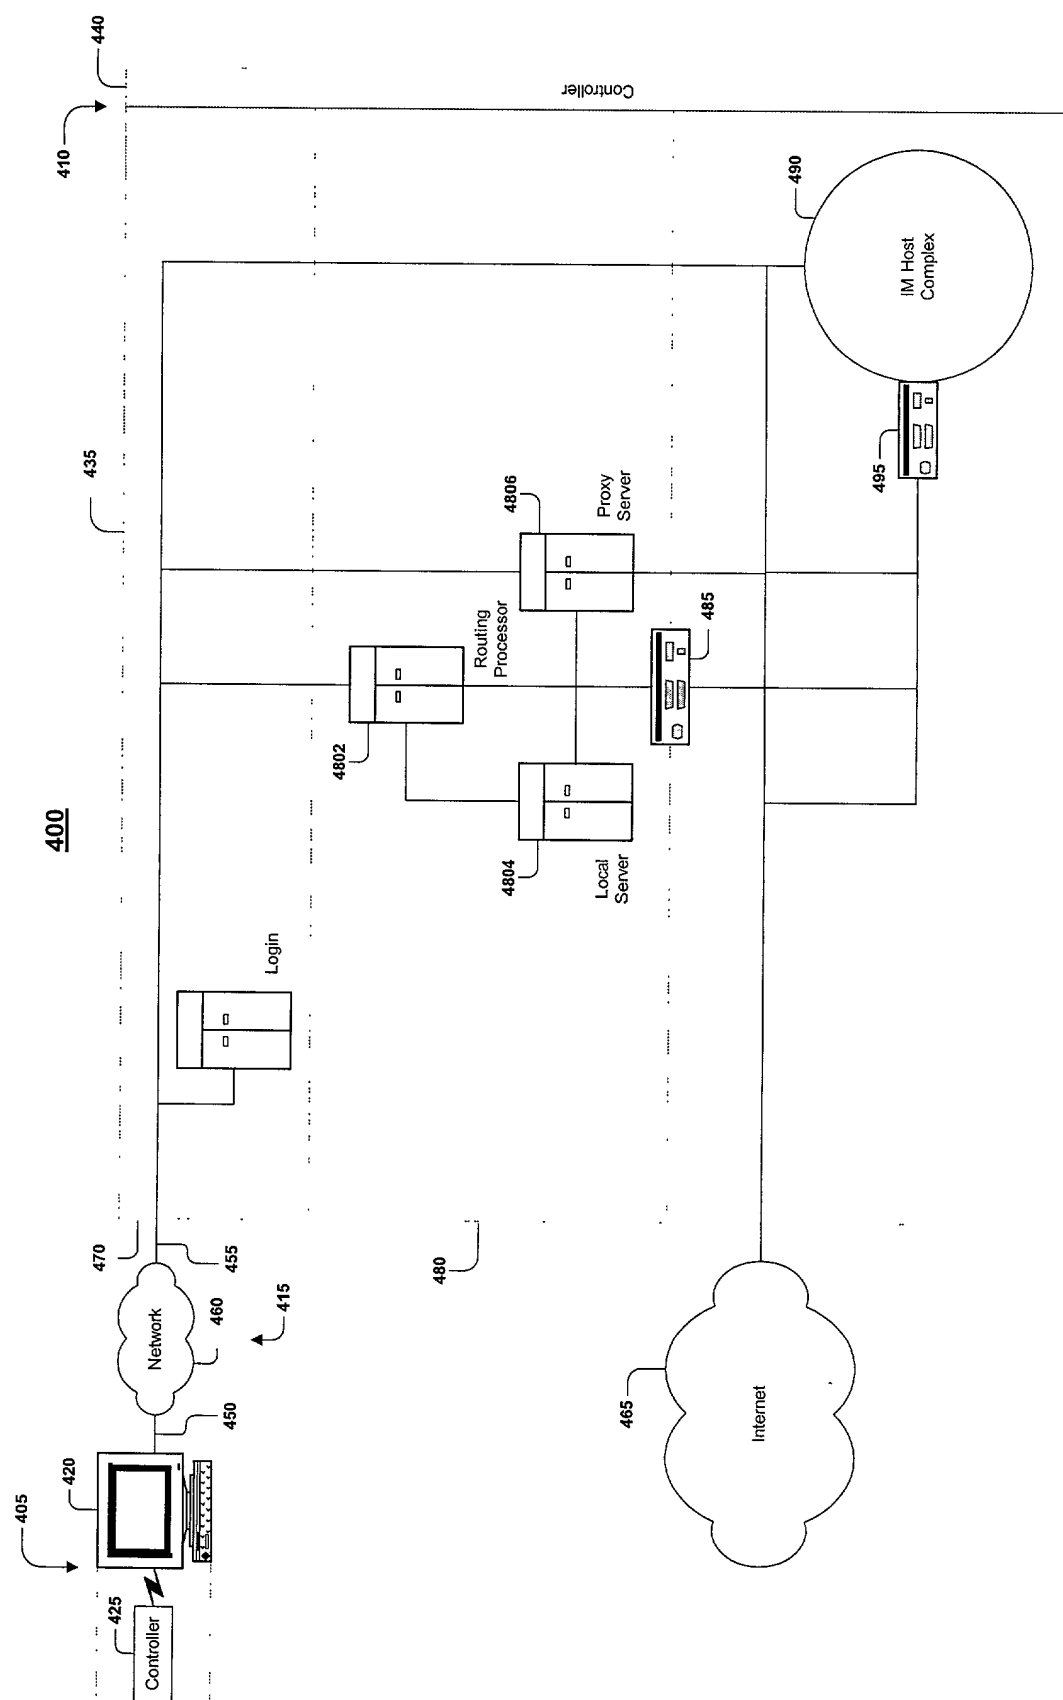 400
405
420
425
Controller
450
Network
460
415
470
455
435
440
410
Controller
Login
480
4802
Routing
Processor
4804
Local
Server
4806
Proxy
Server
485
465
Internet
490
IM Host
Complex
495